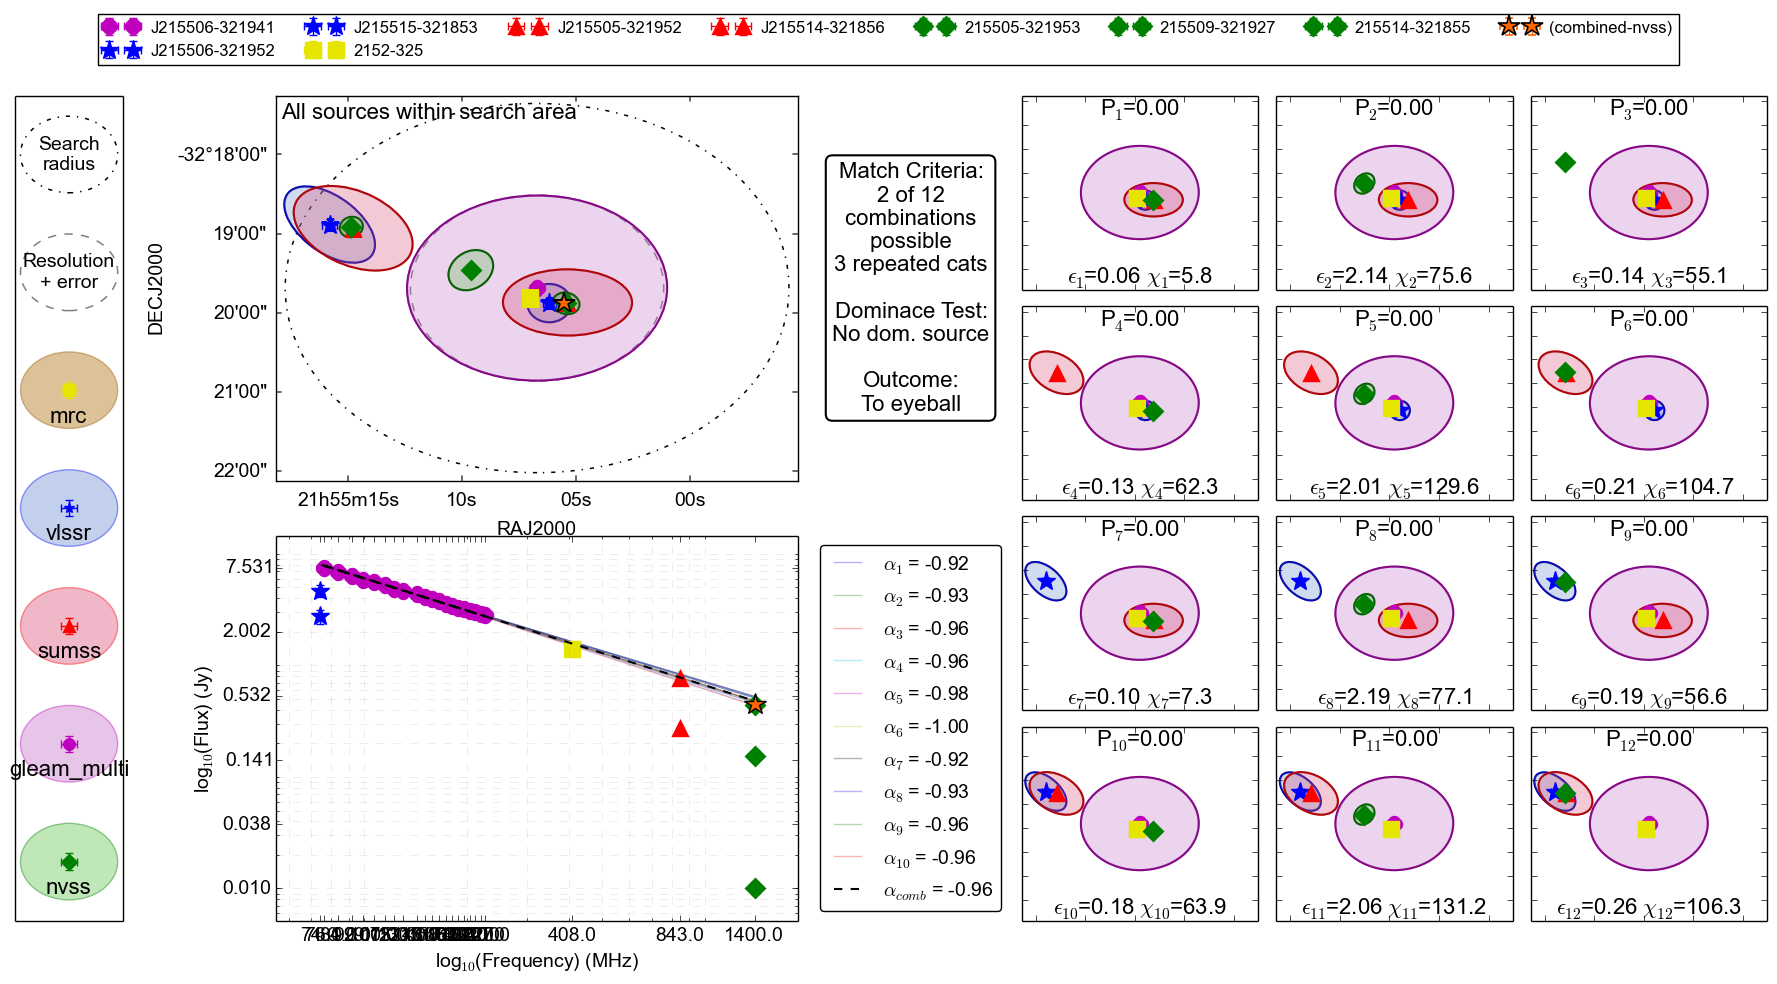 J215506-321941
J215515-321853
J215505-321952
J215514-321856
215505-321953
215509-321927
215514-321855
(combined-nvss)
J215506-321952
2152-325
Search
radius
Resolution
+ error
mrc
vlssr
sumss
gleam_multi
nvss
All sources within search area
DECJ2000
-32°18'00"
19'00"
20'00"
21'00"
22'00"
21h55m15s
10s
05s
00s
RAJ2000
Match Criteria:
2 of 12
combinations
possible
3 repeated cats
Dominace Test:
No dom. source
Outcome:
To eyeball
log10(Flux) (Jy)
7.531
2.002
0.532
0.141
0.038
0.010
408.0
843.0
1400.0
log10(Frequency) (MHz)
α1 = -0.92
α2 = -0.93
α3 = -0.96
α4 = -0.96
α5 = -0.98
α6 = -1.00
α7 = -0.92
α8 = -0.93
α9 = -0.96
α10 = -0.96
αcomb = -0.96
P1=0.00
ϵ1=0.06 χ1=5.8
P2=0.00
ϵ2=2.14 χ2=75.6
P3=0.00
ϵ3=0.14 χ3=55.1
P4=0.00
ϵ4=0.13 χ4=62.3
P5=0.00
ϵ5=2.01 χ5=129.6
P6=0.00
ϵ6=0.21 χ6=104.7
P7=0.00
ϵ7=0.10 χ7=7.3
P8=0.00
ϵ8=2.19 χ8=77.1
P9=0.00
ϵ9=0.19 χ9=56.6
P10=0.00
ϵ10=0.18 χ10=63.9
P11=0.00
ϵ11=2.06 χ11=131.2
P12=0.00
ϵ12=0.26 χ12=106.3